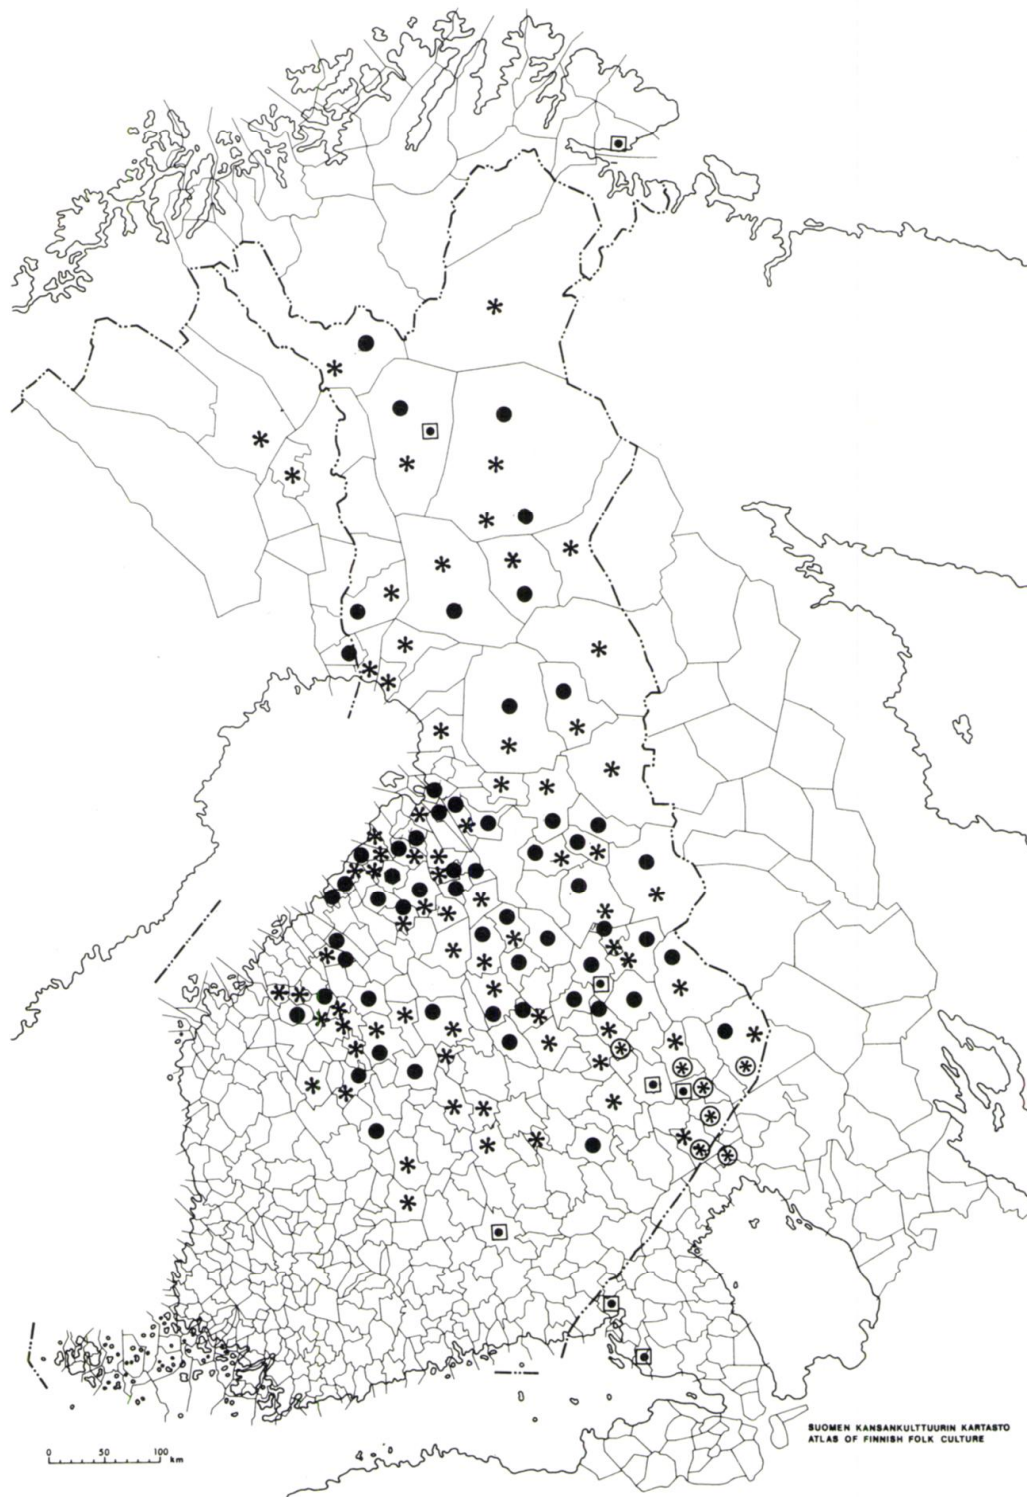 SUOMEN KANSANKULTTUURIN KARTASTO
ATLAS OF FINNISH FOLK CULTURE
0 50 100
km